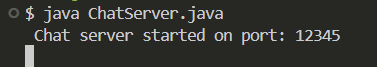 $ java ChatServer.java
Chat server started on port: 12345